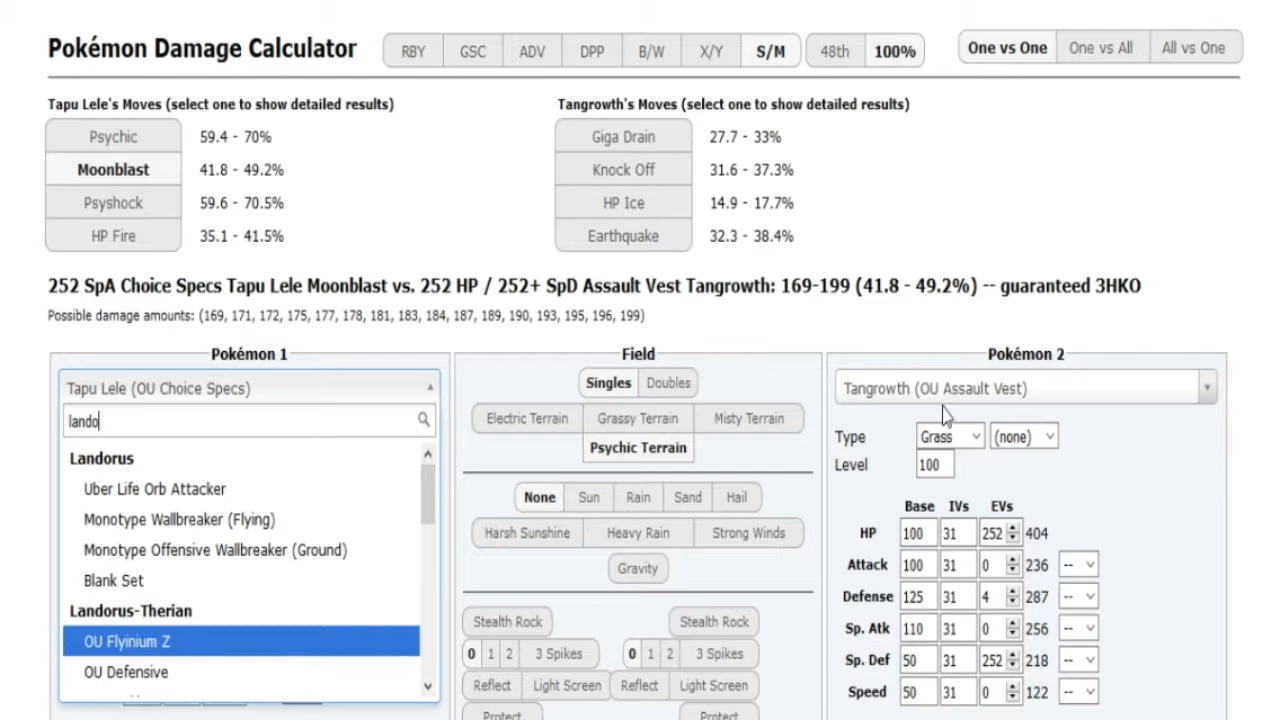 Pokémon Damage Calculator
RBY GSC ADV DPP B/W X/Y S/M 48th 100% One vs One One vs All All vs One
Tapu Lele's Moves (select one to show detailed results)
Psychic 59.4 - 70%
Moonblast 41.8 - 49.2%
Psyshock 59.6 - 70.5%
HP Fire 35.1 - 41.5%
Tangrowth's Moves (select one to show detailed results)
Giga Drain 27.7 - 33%
Knock Off 31.6 - 37.3%
HP Ice 14.9 - 17.7%
Earthquake 32.3 - 38.4%
252 SpA Choice Specs Tapu Lele Moonblast vs. 252 HP / 252+ SpD Assault Vest Tangrowth: 169-199 (41.8 - 49.2%) -- guaranteed 3HKO
Possible damage amounts: (169, 171, 172, 175, 177, 178, 181, 183, 184, 187, 189, 190, 193, 195, 196, 199)
Pokémon 1
Tapu Lele (OU Choice Specs)
lando
Landorus
Uber Life Orb Attacker
Monotype Wallbreaker (Flying)
Monotype Offensive Wallbreaker (Ground)
Blank Set
Landorus-Therian
OU Flyinium Z
OU Defensive
Field
Singles Doubles
Electric Terrain Grassy Terrain Misty Terrain
Psychic Terrain
None Sun Rain Sand Hail
Harsh Sunshine Heavy Rain Strong Winds
Gravity
Stealth Rock Stealth Rock
0 1 2 3 Spikes 0 1 2 3 Spikes
Reflect Light Screen Reflect Light Screen
Protect Protect
Pokémon 2
Tangrowth (OU Assault Vest)
Type Grass (none)
Level 100
Base IVs EVs
HP 100 31 252 404
Attack 100 31 0 236 --
Defense 125 31 4 287 --
Sp. Atk 110 31 0 256 --
Sp. Def 50 31 252 218 --
Speed 50 31 0 122 --